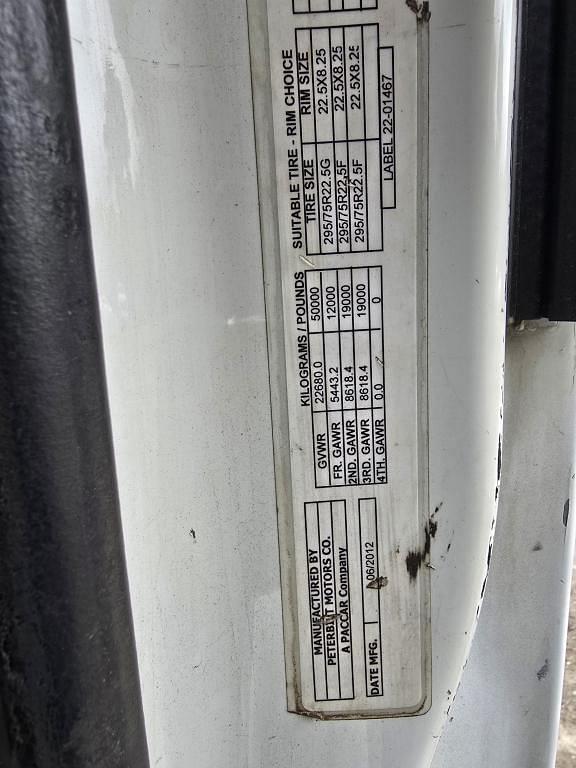 MANUFACTURED BY
PETERBILT MOTORS CO.
A PACCAR Company
DATE MFG. 06/2012
KILOGRAMS / POUNDS
GVWR 22680.0 50000
FR. GAWR 5443.2 12000
2ND. GAWR 8618.4 19000
3RD. GAWR 8618.4 19000
4TH. GAWR 0.0 0
SUITABLE TIRE - RIM CHOICE
TIRE SIZE RIM SIZE
295/75R22.5G 22.5X8.25
295/75R22.5F 22.5X8.25
295/75R22.5F 22.5X8.25
LABEL 22-01467